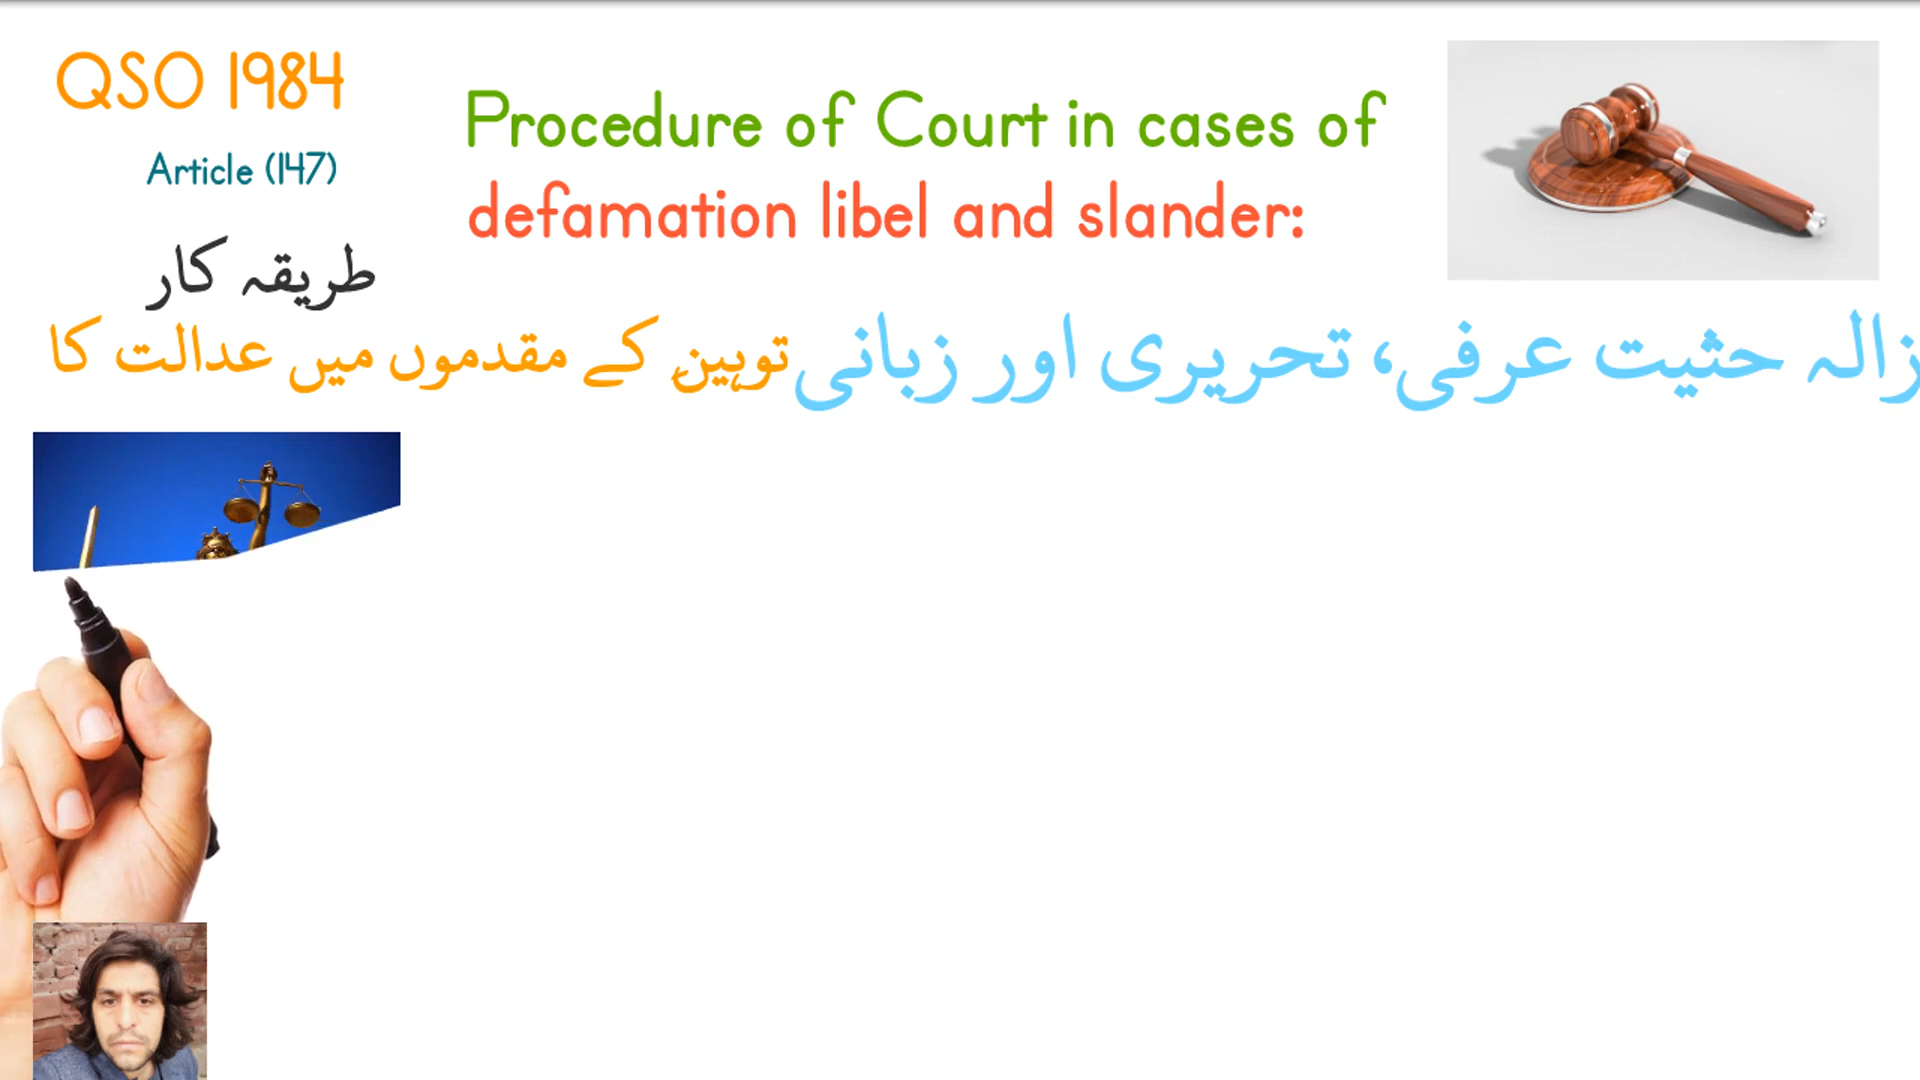 QSO 1984
Article (147)
Procedure of Court in cases of
defamation libel and slander:
زالہ حثیت عرفی، تحریری اور زبانی توہین کے مقدموں میں عدالت کا
طریقہ کار